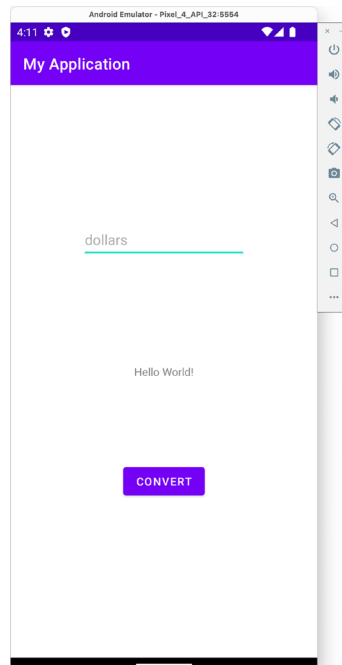 Android Emulator - Pixel_4_API_32:5554
4:11
My Application
dollars
Hello World!
CONVERT